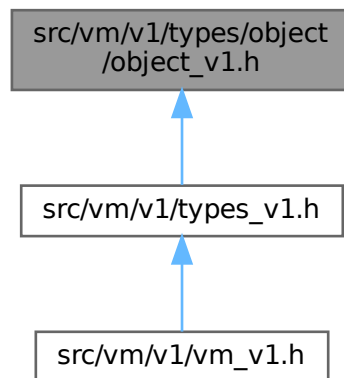 src/vm/v1/types/object
/object_v1.h
src/vm/v1/types_v1.h
src/vm/v1/vm_v1.h